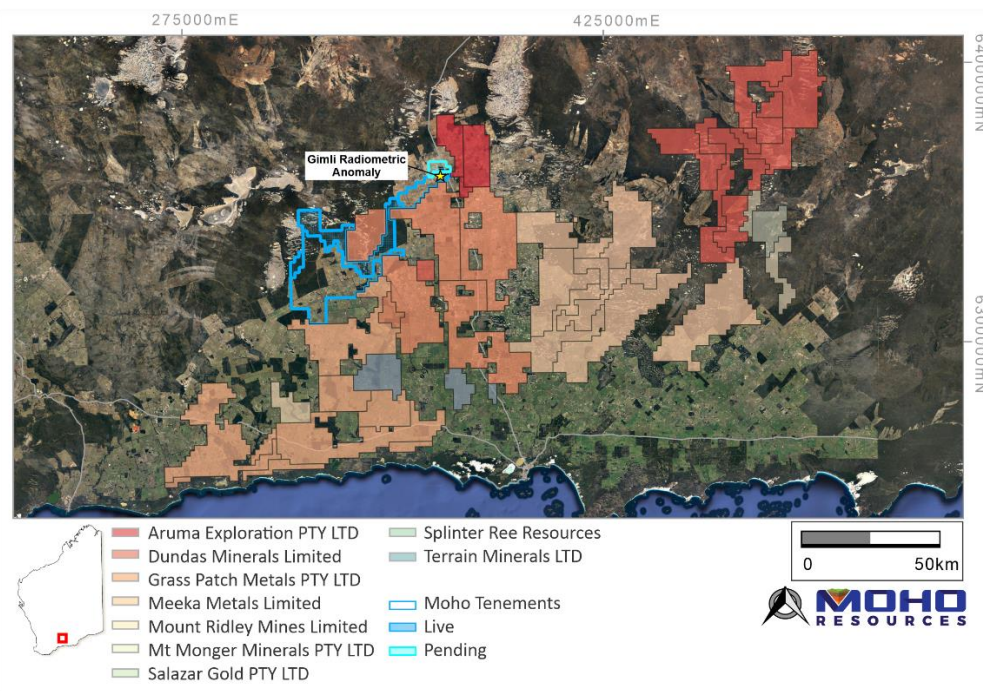 275000mE 425000mE
6400000mN
Gimli Radiometric
Anomaly
6300000mN
Aruma Exploration PTY LTD
Dundas Minerals Limited
Grass Patch Metals PTY LTD
Meeka Metals Limited
Mount Ridley Mines Limited
Mt Monger Minerals PTY LTD
Salazar Gold PTY LTD
Splinter Ree Resources
Terrain Minerals LTD
Moho Tenements
Live
Pending
0 50km
MOHO
RESOURCES